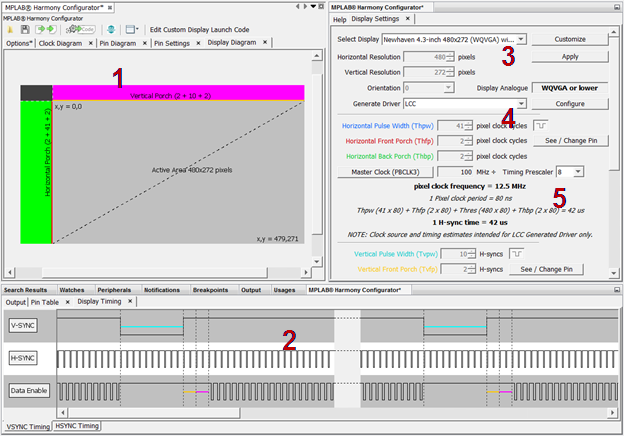 MPLAB® Harmony Configurator*
Code
Edit Custom Display Launch Code
Options*
Clock Diagram
Pin Diagram
Pin Settings
Display Diagram
1
Vertical Porch (2 + 10 + 2)
x,y = 0,0
Horizontal Porch (2 + 41 + 2)
Active Area 480x272 pixels
x,y = 479,271
MPLAB® Harmony Configurator*
Help
Display Settings
Select Display
Newhaven 4.3-inch 480x272 (WQVGA) wi...
Customize
3
Horizontal Resolution
480
pixels
Apply
Vertical Resolution
272
pixels
Orientation
0
Display Analogue
WQVGA or lower
Generate Driver
LCC
Configure
4
Horizontal Pulse Width (Thpw)
41
pixel clock cycles
Horizontal Front Porch (Thfp)
2
pixel clock cycles
See / Change Pin
Horizontal Back Porch (Thbp)
2
pixel clock cycles
Master Clock (PBCLK3)
100
MHz ÷
Timing Prescaler
8
pixel clock frequency = 12.5 MHz
5
1 Pixel clock period = 80 ns
Thpw (41 x 80) + Thfp (2 x 80) + Thres (480 x 80) + Thbp (2 x 80) = 42 us
1 H-sync time = 42 us
NOTE: Clock source and timing estimates intended for LCC Generated Driver only.
Vertical Pulse Width (Tvpw)
10
H-syncs
Vertical Front Porch (Tvfp)
2
H-syncs
See / Change Pin
Search Results
Watches
Peripherals
Notifications
Breakpoints
Output
Usages
MPLAB® Harmony Configurator*
Output
Pin Table
Display Timing
V-SYNC
H-SYNC
2
Data Enable
VSYNC Timing
HSYNC Timing